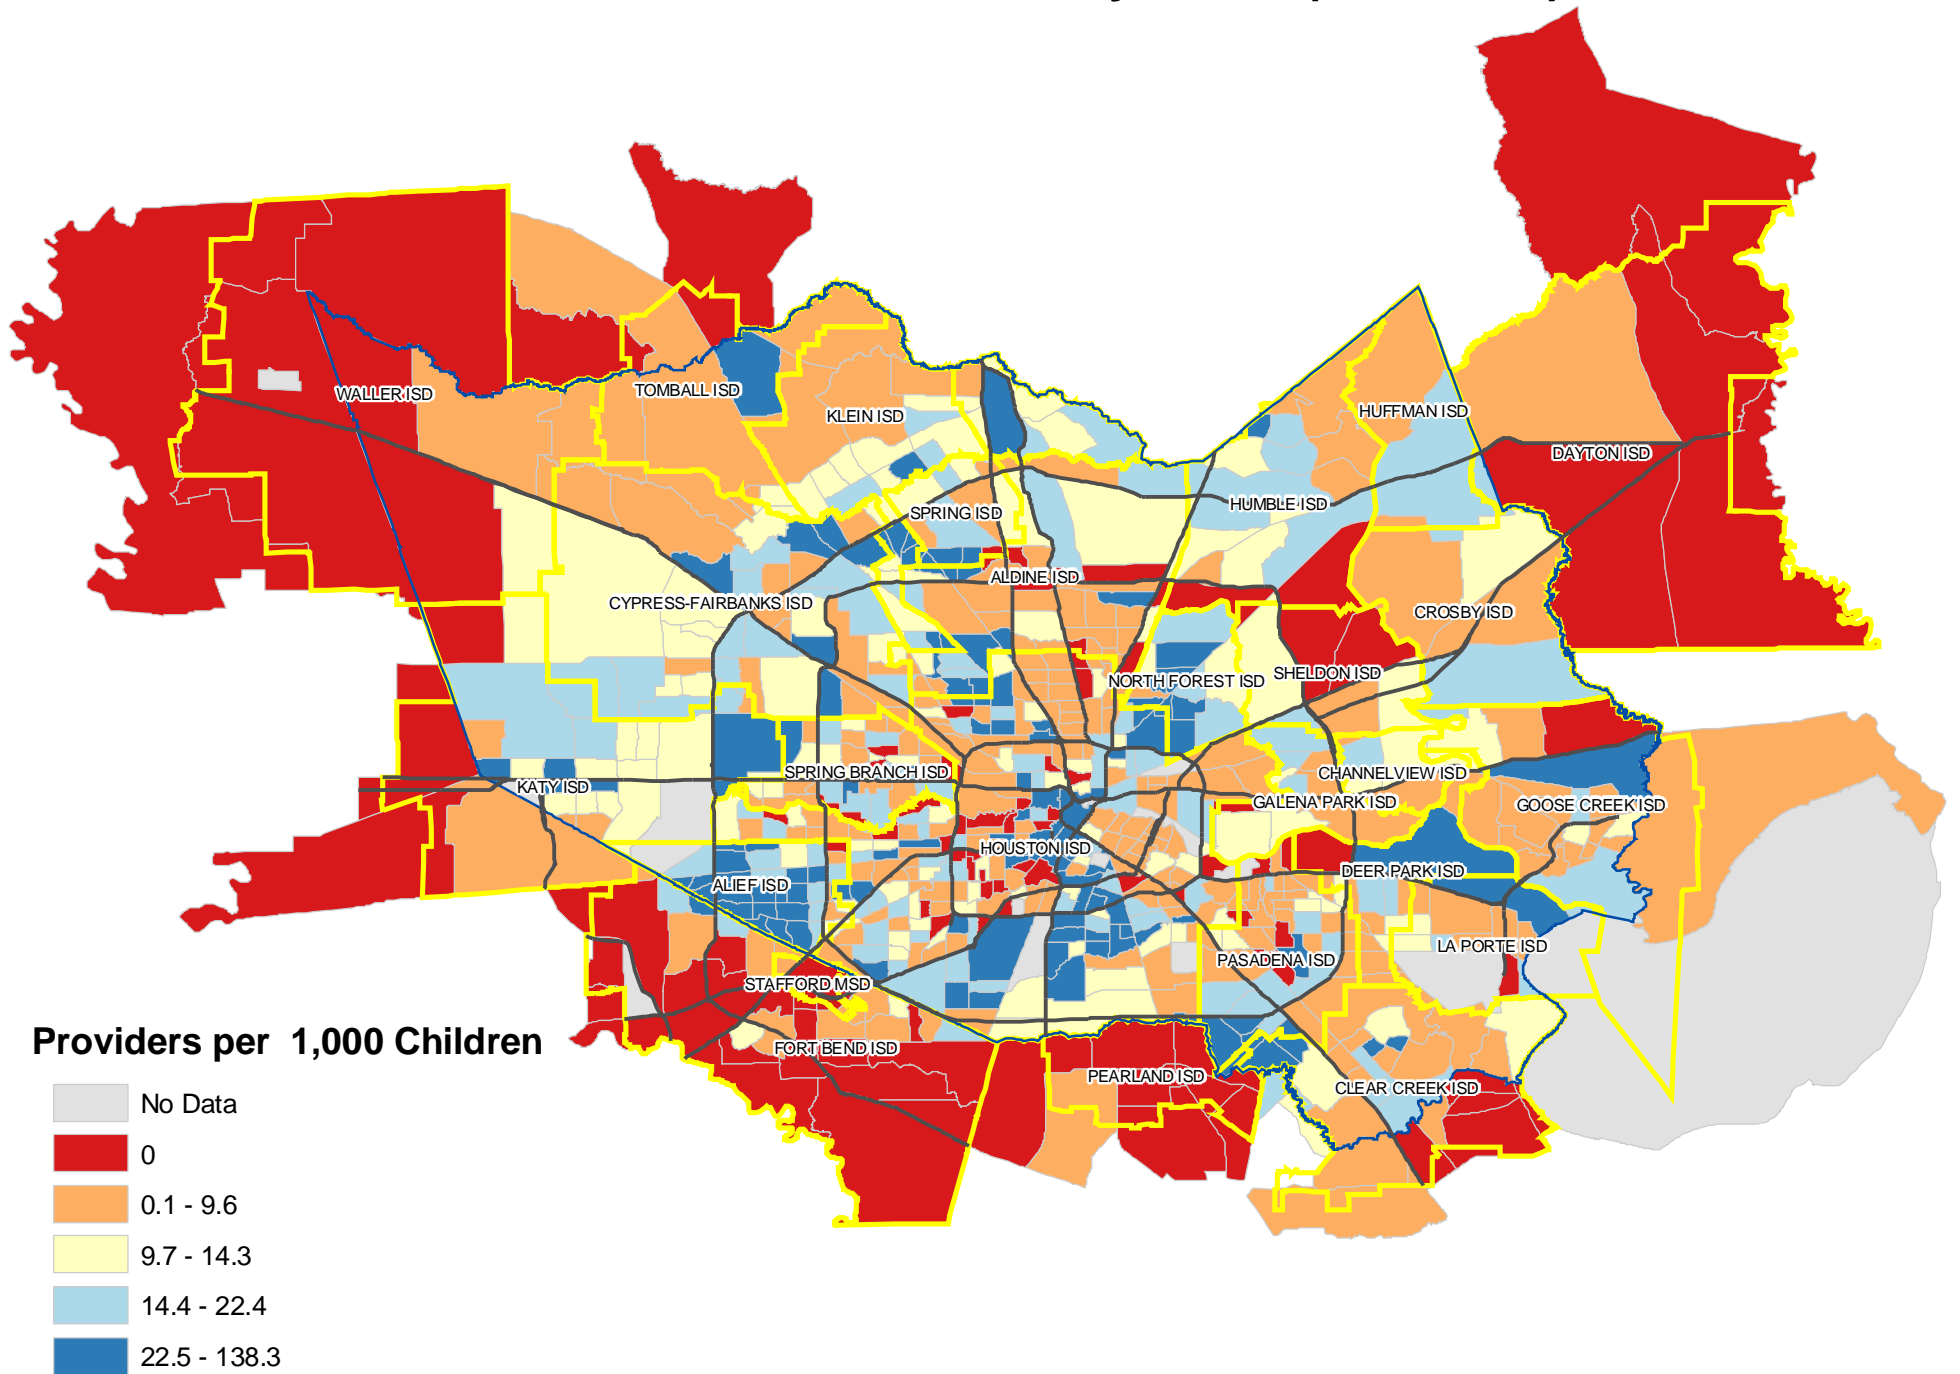 WALLER ISD
TOMBALL ISD
KLEIN ISD
HUFFMAN ISD
DAYTON ISD
SPRING ISD
HUMBLE ISD
ALDINE ISD
CYPRESS-FAIRBANKS ISD
CROSBY ISD
NORTH FOREST ISD
SHELDON ISD
SPRING BRANCH ISD
CHANNELVIEW ISD
KATY ISD
GALENA PARK ISD
GOOSE CREEK ISD
HOUSTON ISD
ALIEF ISD
DEER PARK ISD
LA PORTE ISD
PASADENA ISD
STAFFORD MSD
FORT BEND ISD
PEARLAND ISD
CLEAR CREEK ISD
Providers per 1,000 Children
No Data
0
0.1 - 9.6
9.7 - 14.3
14.4 - 22.4
22.5 - 138.3